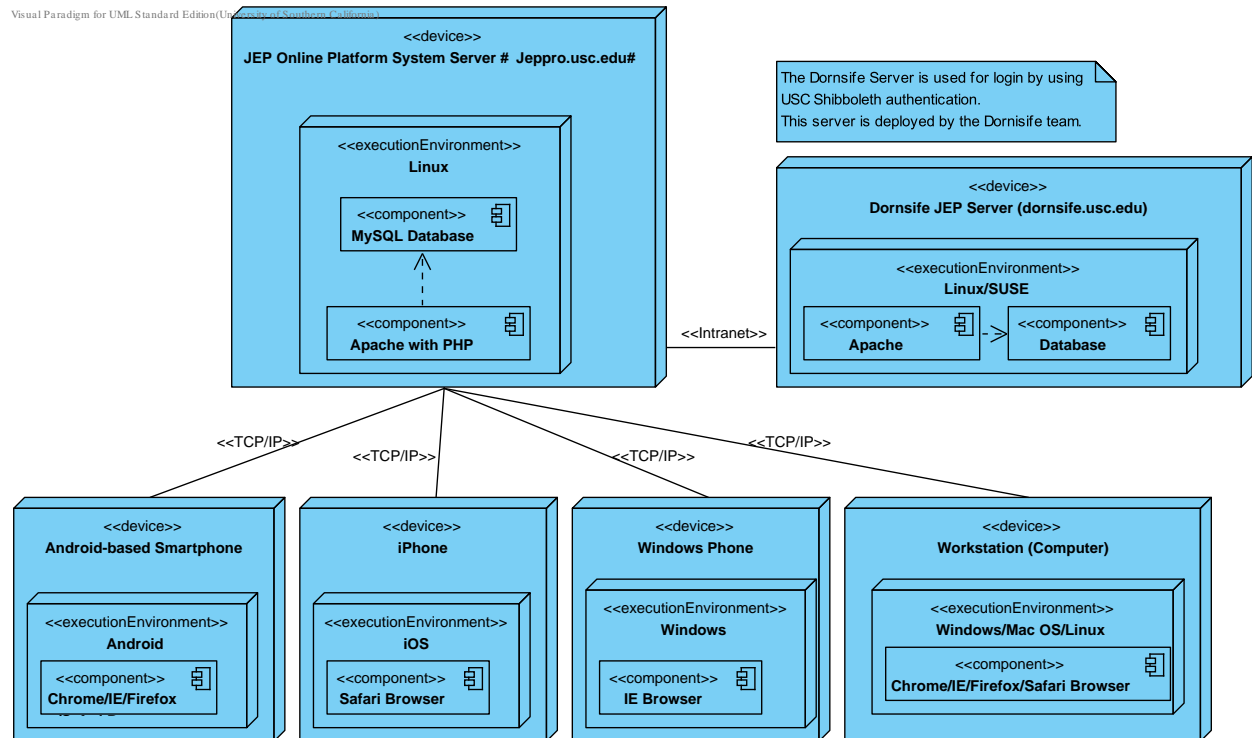 Visual Paradigm for UML Standard Edition(University of Southern California)
<<device>>
JEP Online Platform System Server # Jeppro.usc.edu#
<<executionEnvironment>>
Linux
<<component>>
MySQL Database
<<component>>
Apache with PHP
The Dornsife Server is used for login by using
USC Shibboleth authentication.
This server is deployed by the Dornisife team.
<<device>>
Dornsife JEP Server (dornsife.usc.edu)
<<executionEnvironment>>
Linux/SUSE
<<component>>
Apache
<<component>>
Database
<<Intranet>>
<<TCP/IP>>
<<TCP/IP>>
<<TCP/IP>>
<<TCP/IP>>
<<device>>
Android-based Smartphone
<<executionEnvironment>>
Android
<<component>>
Chrome/IE/Firefox
<<device>>
iPhone
<<executionEnvironment>>
iOS
<<component>>
Safari Browser
<<device>>
Windows Phone
<<executionEnvironment>>
Windows
<<component>>
IE Browser
<<device>>
Workstation (Computer)
<<executionEnvironment>>
Windows/Mac OS/Linux
<<component>>
Chrome/IE/Firefox/Safari Browser